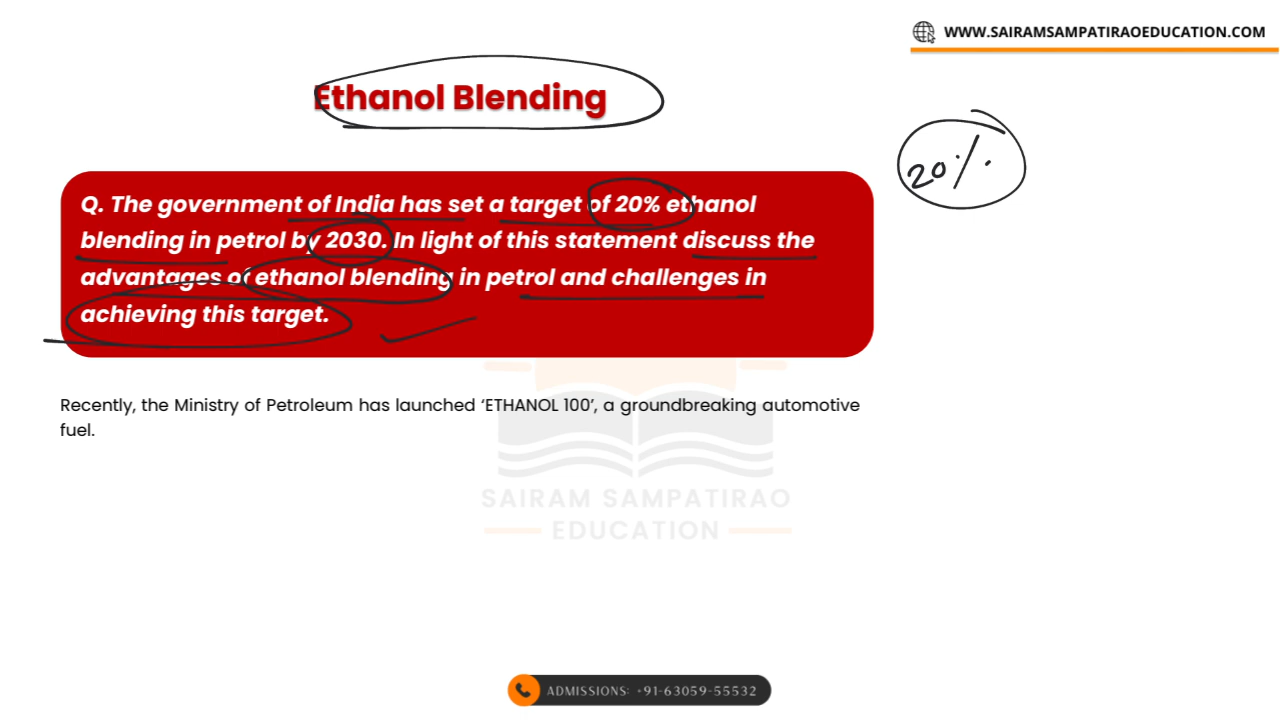 WWW.SAIRAMSAMPATIRAOEDUCATION.COM
Ethanol Blending
20%
Q. The government of India has set a target of 20% ethanol
blending in petrol by 2030. In light of this statement discuss the
advantages of ethanol blending in petrol and challenges in
achieving this target.
Recently, the Ministry of Petroleum has launched ‘ETHANOL 100’, a groundbreaking automotive
fuel.
SAIRAM SAMPATIRAO
EDUCATION
ADMISSIONS: +91-63059-55532